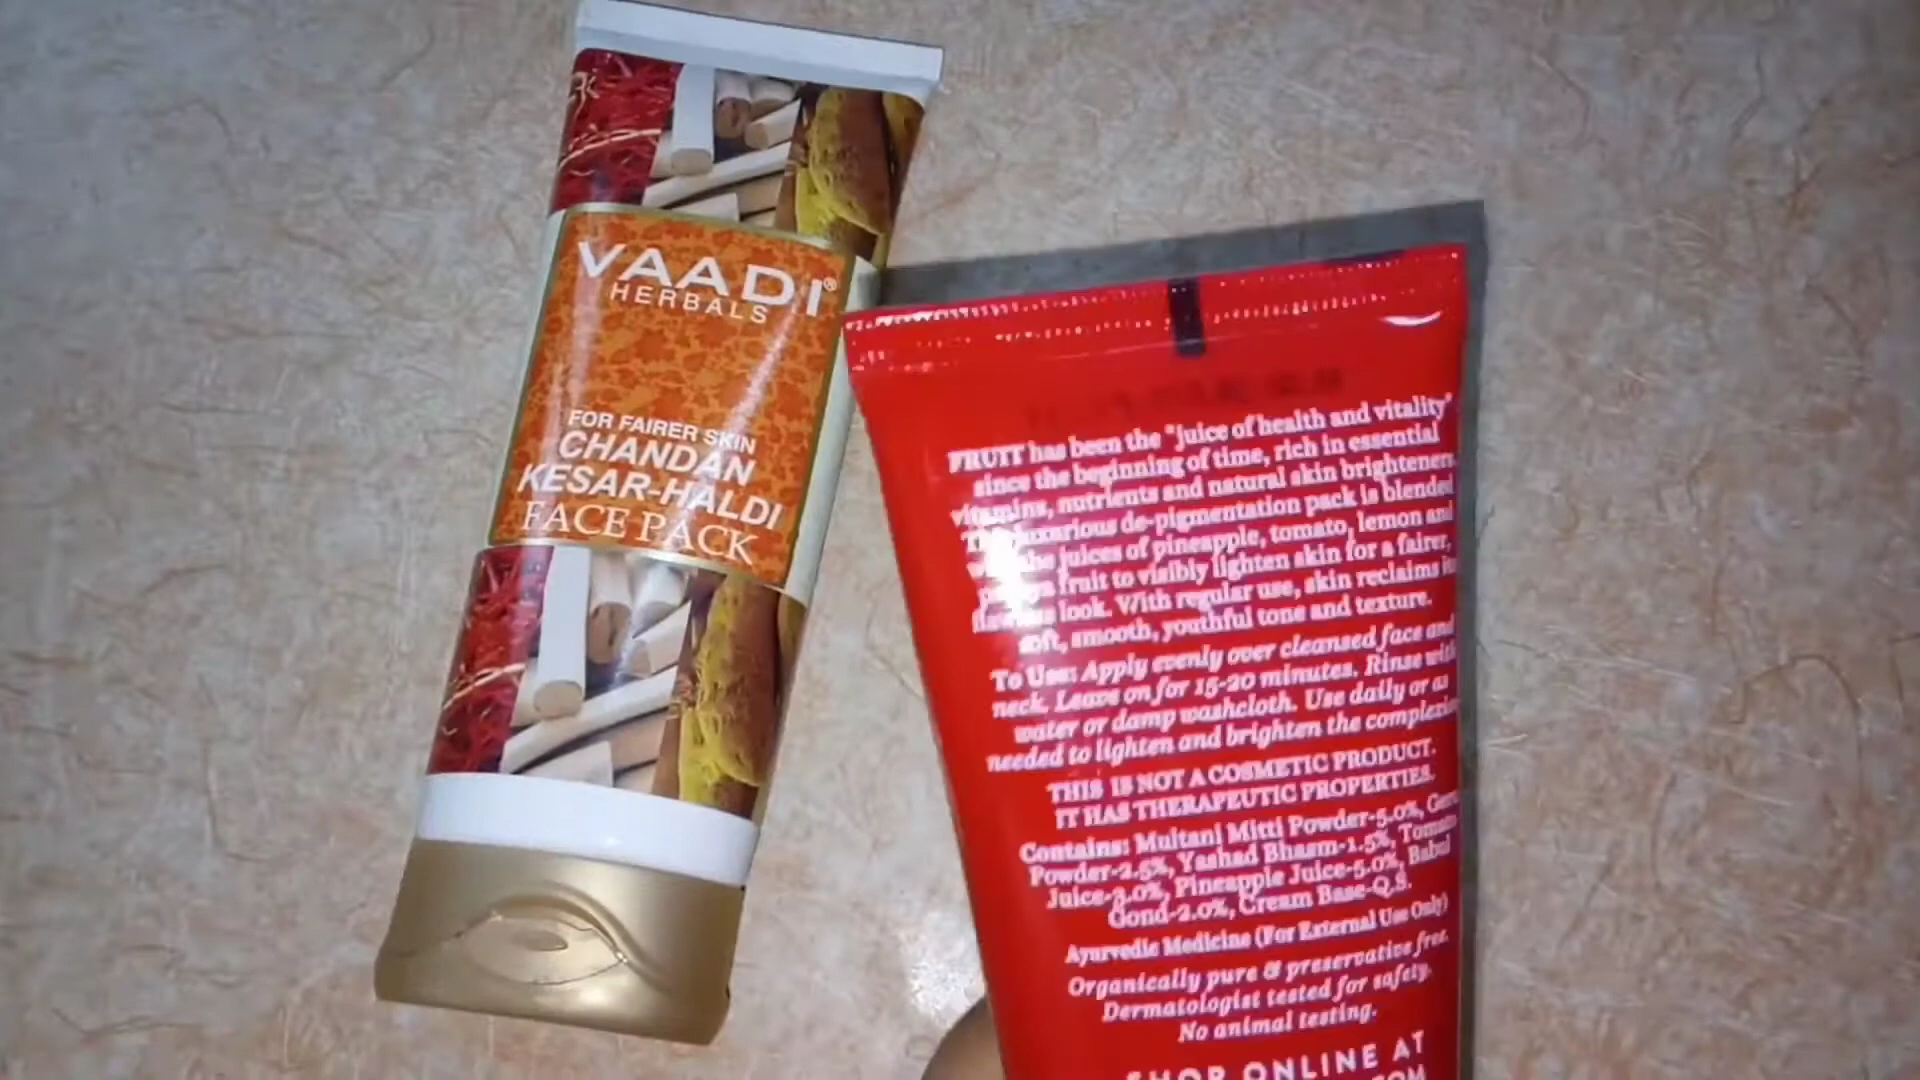 VAADI®
HERBALS
FOR FAIRER SKIN
CHANDAN
KESAR-HALDI
FACE PACK
FRUIT has been the "juice of health and vitality"
since the beginning of time, rich in essential
vitamins, nutrients and natural skin brighteners.
luxurious de-pigmentation pack is blended
the juices of pineapple, tomato, lemon and
fruit to visibly lighten skin for a fairer,
look. With regular use, skin reclaims
soft, smooth, youthful tone and texture.
To Use: Apply evenly over cleansed face and
neck. Leave on for 15-20 minutes. Rinse with
water or damp washcloth. Use daily or as
needed to lighten and brighten the
THIS IS NOT A COSMETIC PRODUCT.
IT HAS THERAPEUTIC PROPERTIES.
Contains: Multani Mitti Powder-5.0%,
Powder-2.5%, Yashad Bhasm-1.5%,
Juice-3.0%, Pineapple Juice-5.0%, Babul
Gond-2.0%, Cream Base-Q.S.
Ayurvedic Medicine (For External Use Only)
Organically pure & preservative free.
Dermatologist tested for safety.
No animal testing.
SHOP ONLINE AT